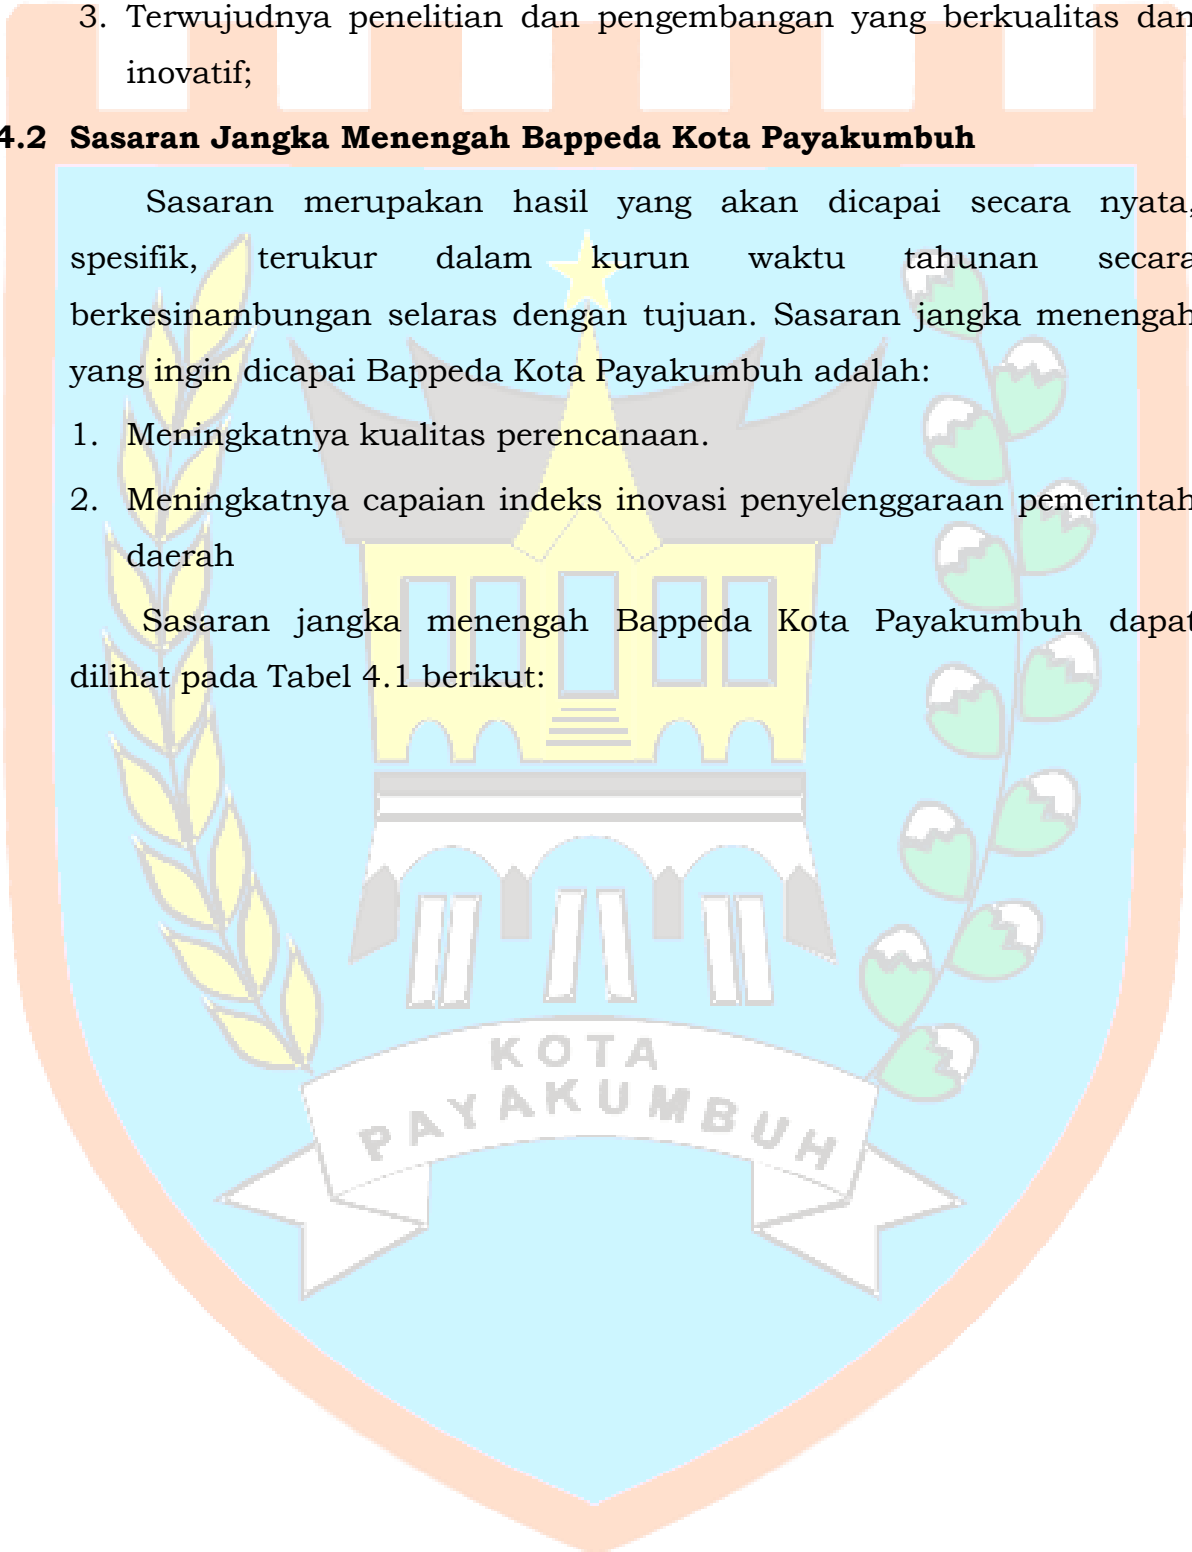 3. Terwujudnya penelitian dan pengembangan yang berkualitas dan
inovatif;
4.2 Sasaran Jangka Menengah Bappeda Kota Payakumbuh
Sasaran merupakan hasil yang akan dicapai secara nyata,
spesifik, terukur dalam kurun waktu tahunan secara
berkesinambungan selaras dengan tujuan. Sasaran jangka menengah
yang ingin dicapai Bappeda Kota Payakumbuh adalah:
1. Meningkatnya kualitas perencanaan.
2. Meningkatnya capaian indeks inovasi penyelenggaraan pemerintah
daerah
Sasaran jangka menengah Bappeda Kota Payakumbuh dapat
dilihat pada Tabel 4.1 berikut:
KOTA
PAYAKUMBUH